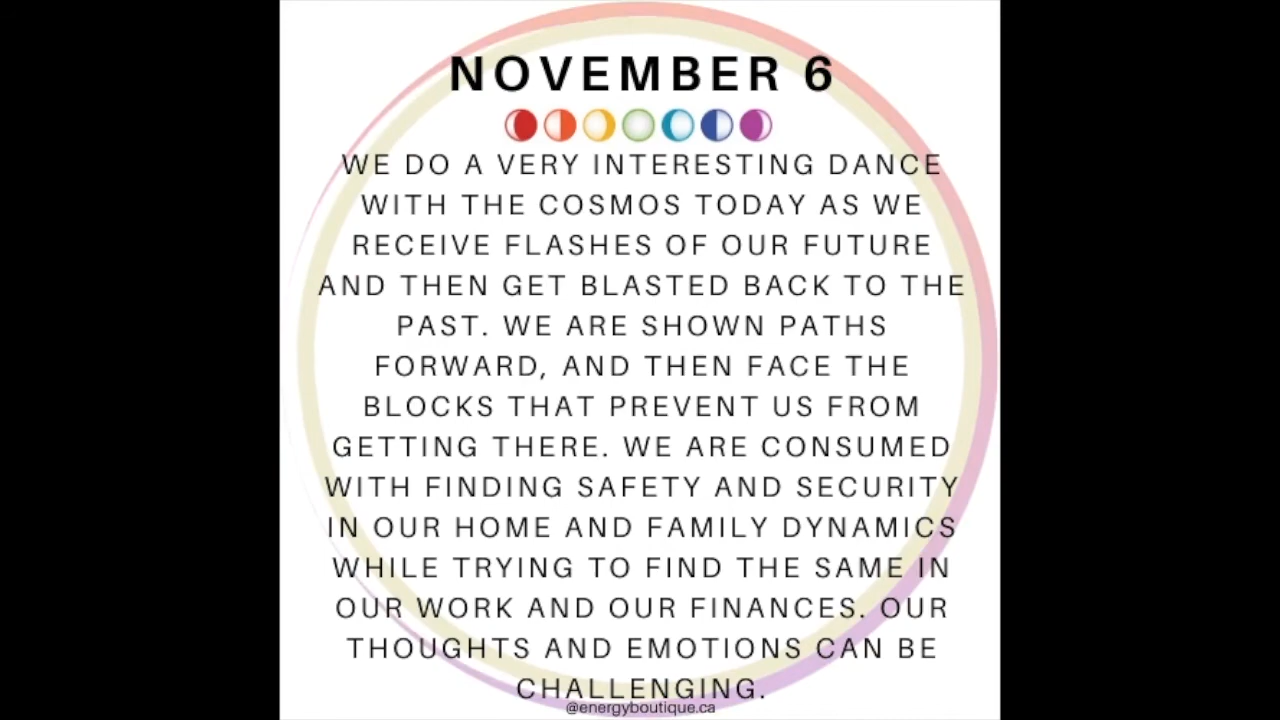 NOVEMBER 6
WE DO A VERY INTERESTING DANCE
WITH THE COSMOS TODAY AS WE
RECEIVE FLASHES OF OUR FUTURE
AND THEN GET BLASTED BACK TO THE
PAST. WE ARE SHOWN PATHS
FORWARD, AND THEN FACE THE
BLOCKS THAT PREVENT US FROM
GETTING THERE. WE ARE CONSUMED
WITH FINDING SAFETY AND SECURITY
IN OUR HOME AND FAMILY DYNAMICS
WHILE TRYING TO FIND THE SAME IN
OUR WORK AND OUR FINANCES. OUR
THOUGHTS AND EMOTIONS CAN BE
CHALLENGING.
@energyboutique.ca